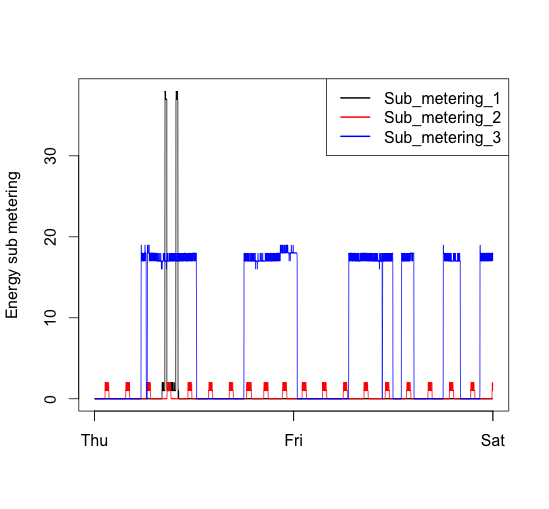 Sub_metering_1
Sub_metering_2
Sub_metering_3
Energy sub metering
30
20
10
0
Thu Fri Sat